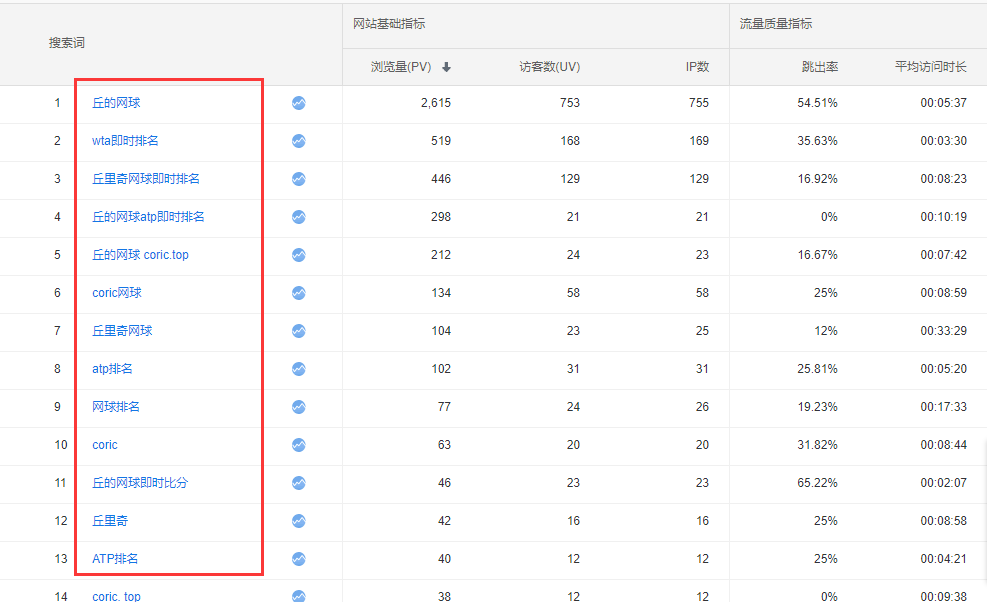 搜索词 网站基础指标 流量质量指标
浏览量(PV) 访客数(UV) IP数 跳出率 平均访问时长
1 丘的网球 2,615 753 755 54.51% 00:05:37
2 wta即时排名 519 168 169 35.63% 00:03:30
3 丘里奇网球即时排名 446 129 129 16.92% 00:08:23
4 丘的网球atp即时排名 298 21 21 0% 00:10:19
5 丘的网球 coric.top 212 24 23 16.67% 00:07:42
6 coric网球 134 58 58 25% 00:08:59
7 丘里奇网球 104 23 25 12% 00:33:29
8 atp排名 102 31 31 25.81% 00:05:20
9 网球排名 77 24 26 19.23% 00:17:33
10 coric 63 20 20 31.82% 00:08:44
11 丘的网球即时比分 46 23 23 65.22% 00:02:07
12 丘里奇 42 16 16 25% 00:08:58
13 ATP排名 40 12 12 25% 00:04:21
14 coric. top 38 12 12 0% 00:09:38